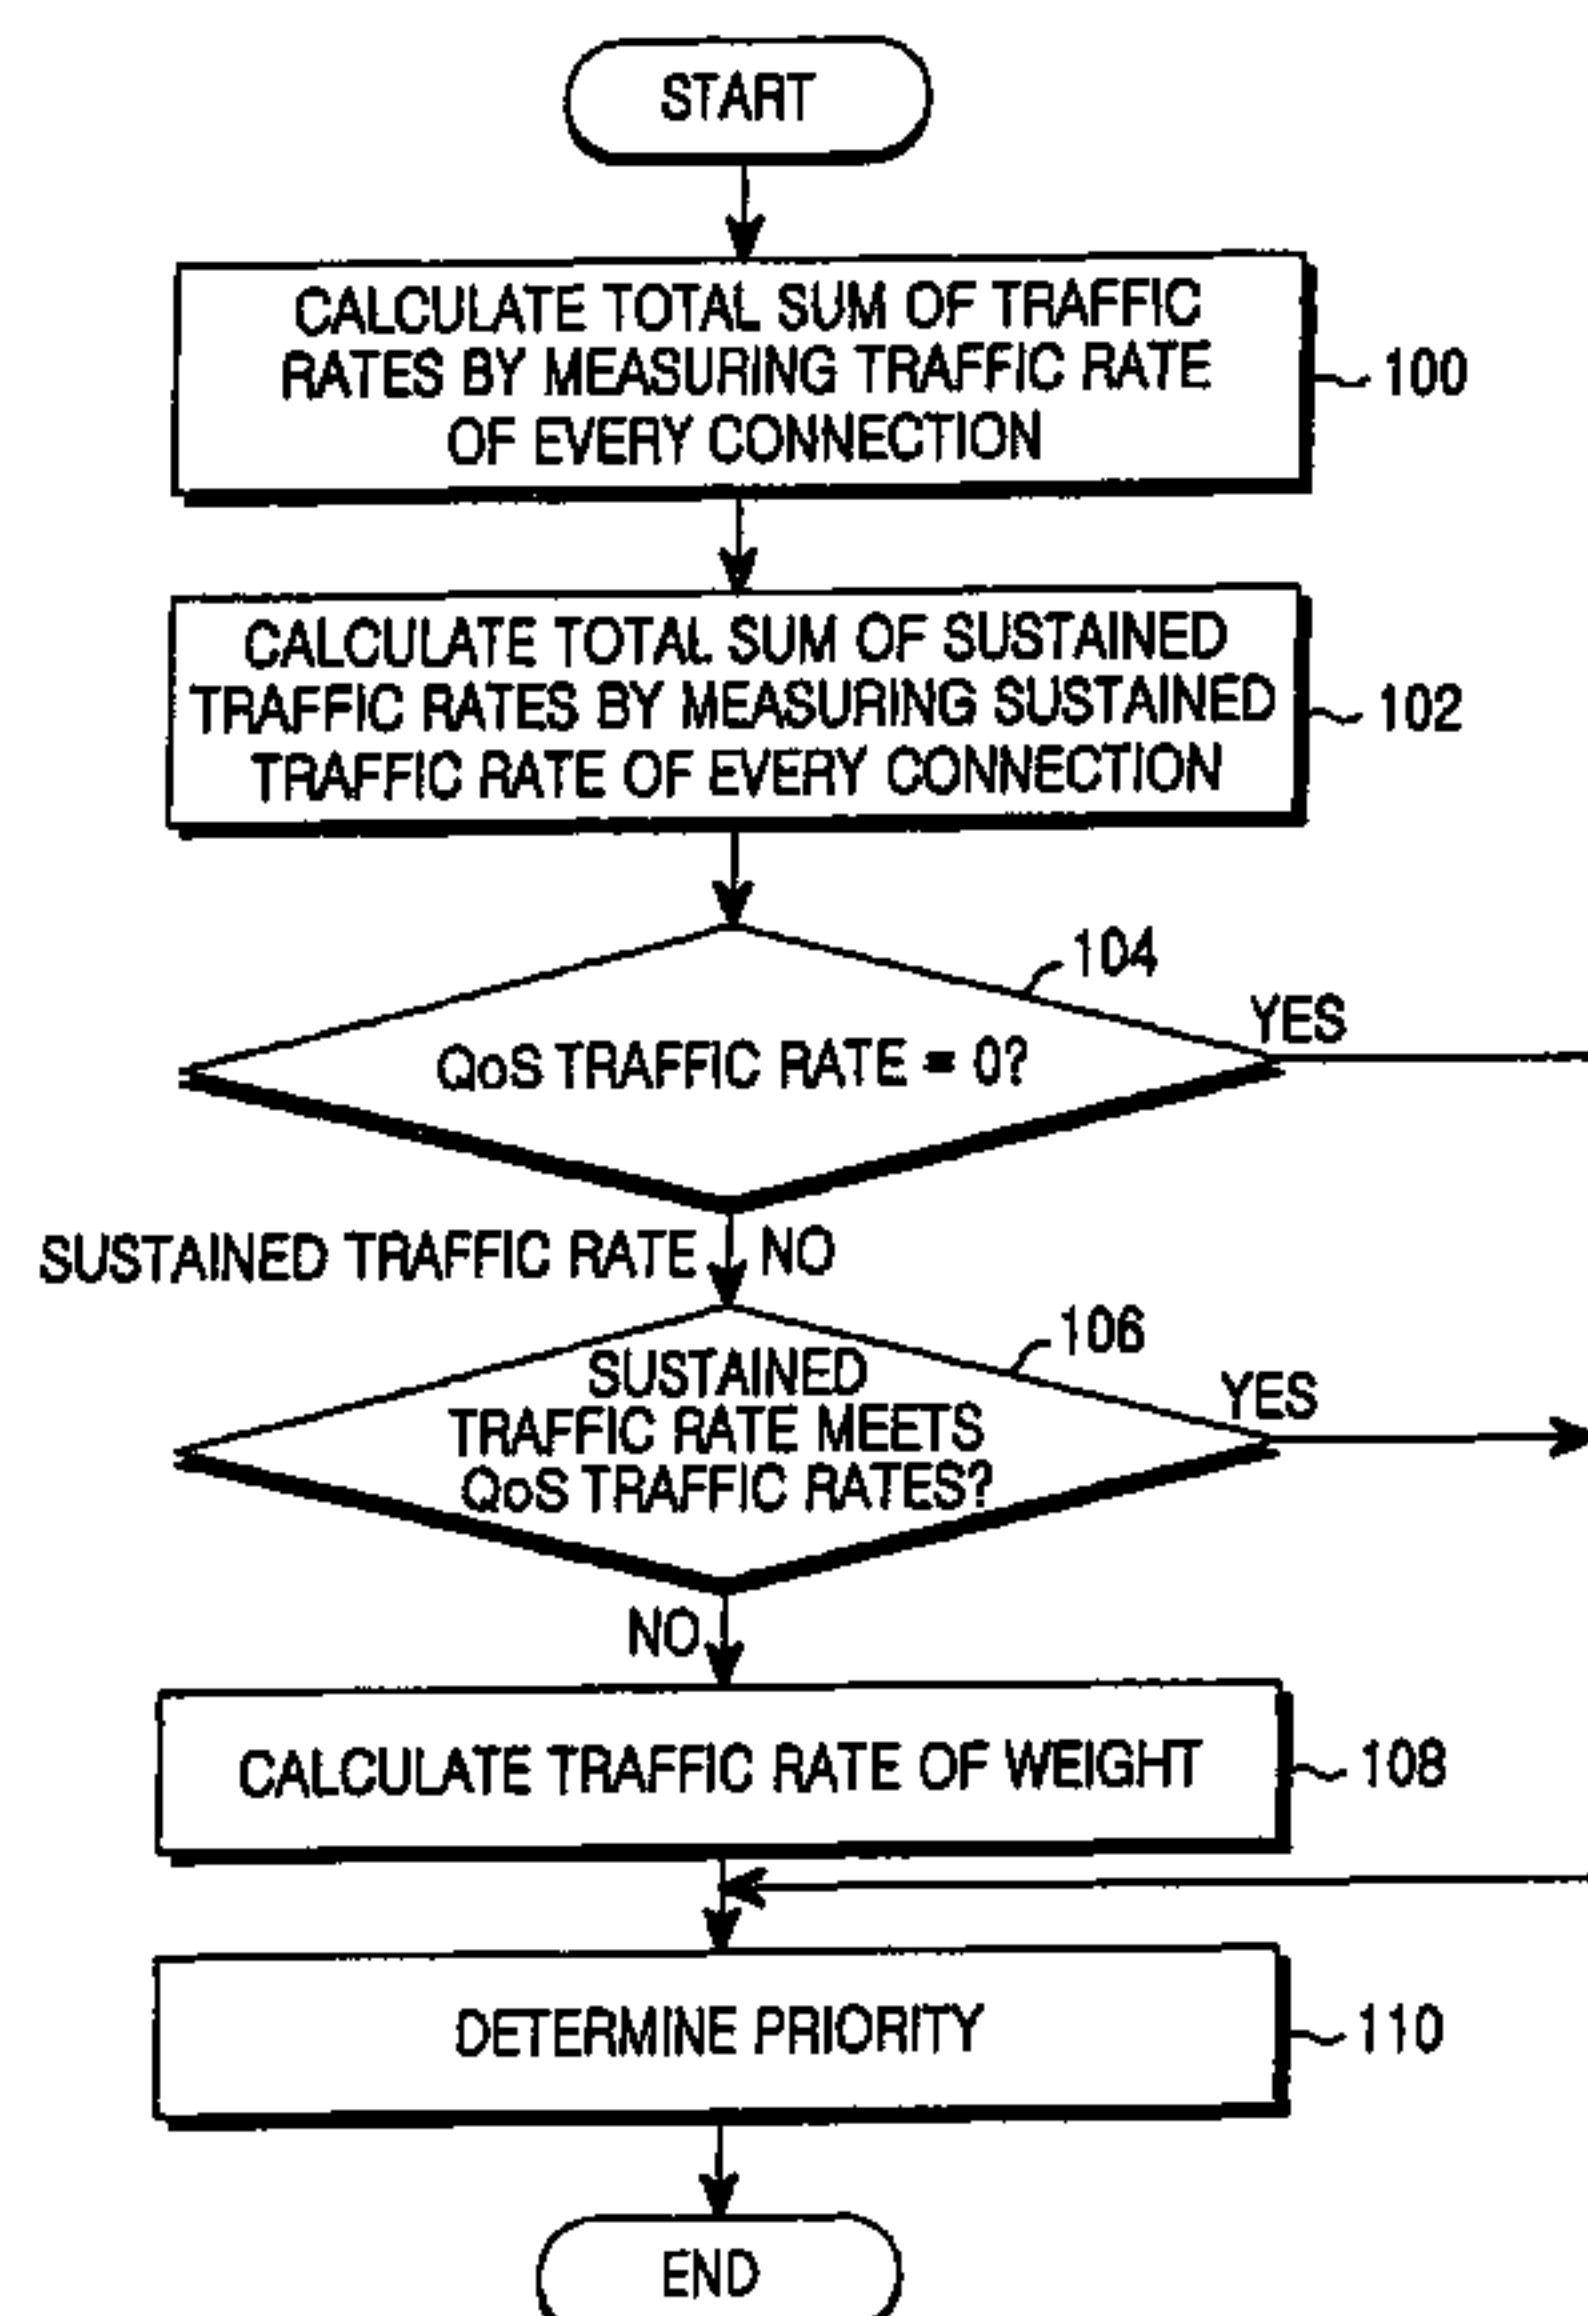 START
CALCULATE TOTAL SUM OF TRAFFIC
RATES BY MEASURING TRAFFIC RATE
OF EVERY CONNECTION
100
CALCULATE TOTAL SUM OF SUSTAINED
TRAFFIC RATES BY MEASURING SUSTAINED
TRAFFIC RATE OF EVERY CONNECTION
102
104
YES
QoS TRAFFIC RATE = 0?
SUSTAINED TRAFFIC RATE
NO
106
YES
SUSTAINED
TRAFFIC RATE MEETS
QoS TRAFFIC RATES?
NO
CALCULATE TRAFFIC RATE OF WEIGHT
108
DETERMINE PRIORITY
110
END